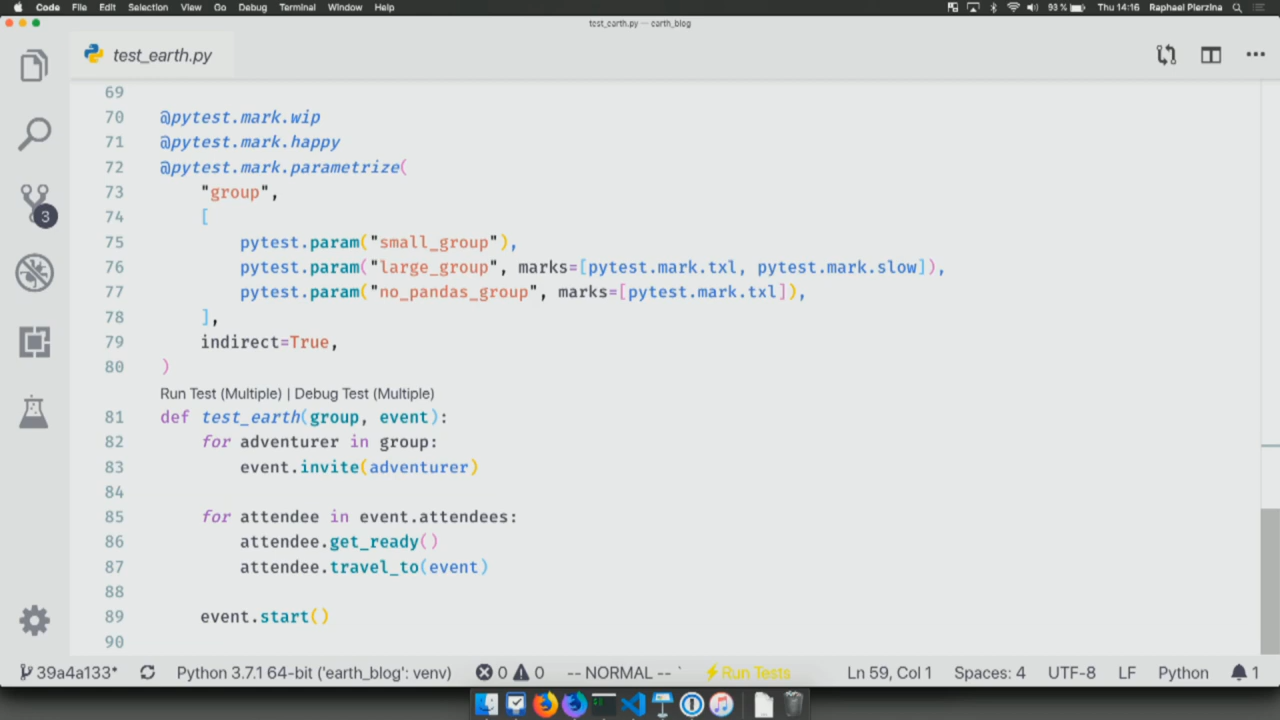 Code File Edit Selection View Go Debug Terminal Window Help 93 % Thu 14:16 Raphael Pierzina
test_earth.py — earth_blog
test_earth.py
69
70 @pytest.mark.wip
71 @pytest.mark.happy
72 @pytest.mark.parametrize(
73 "group",
74 [
75 pytest.param("small_group"),
76 pytest.param("large_group", marks=[pytest.mark.txl, pytest.mark.slow]),
77 pytest.param("no_pandas_group", marks=[pytest.mark.txl]),
78 ],
79 indirect=True,
80 )
Run Test (Multiple) | Debug Test (Multiple)
81 def test_earth(group, event):
82 for adventurer in group:
83 event.invite(adventurer)
84
85 for attendee in event.attendees:
86 attendee.get_ready()
87 attendee.travel_to(event)
88
89 event.start()
90
3
39a4a133* Python 3.7.1 64-bit ('earth_blog': venv) 0 0 -- NORMAL -- ` Run Tests Ln 59, Col 1 Spaces: 4 UTF-8 LF Python 1